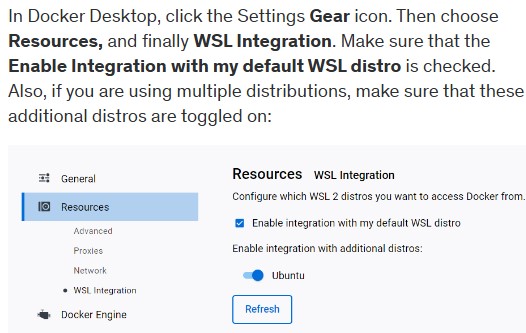 In Docker Desktop, click the Settings Gear icon. Then choose
Resources, and finally WSL Integration. Make sure that the
Enable Integration with my default WSL distro is checked.
Also, if you are using multiple distributions, make sure that these
additional distros are toggled on:
General
Resources
Advanced
Proxies
Network
WSL Integration
Docker Engine
Resources WSL Integration
Configure which WSL 2 distros you want to access Docker from.
Enable integration with my default WSL distro
Enable integration with additional distros:
Ubuntu
Refresh